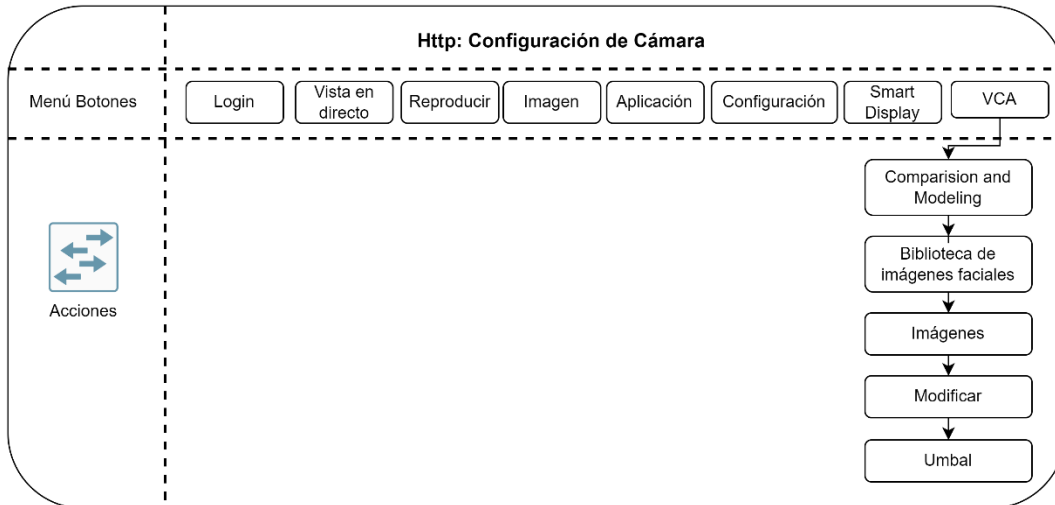 Http: Configuración de Cámara
Menú Botones
Login
Vista en
directo
Reproducir
Imagen
Aplicación
Configuración
Smart
Display
VCA
Comparision and
Modeling
Biblioteca de
imágenes faciales
Acciones
Imágenes
Modificar
Umbal